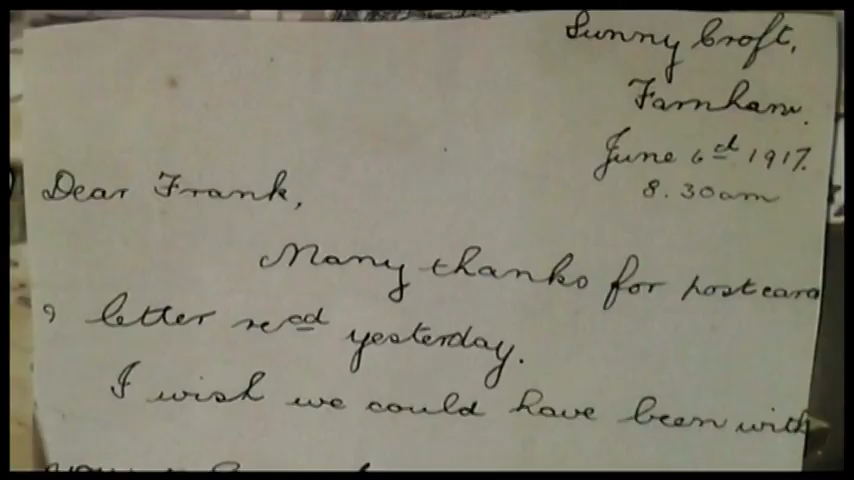 Sunny Croft,
Farnham.
June 6d 1917.
8.30am
Dear Frank,
Many thanks for postcard
& letter recd yesterday.
I wish we could have been with